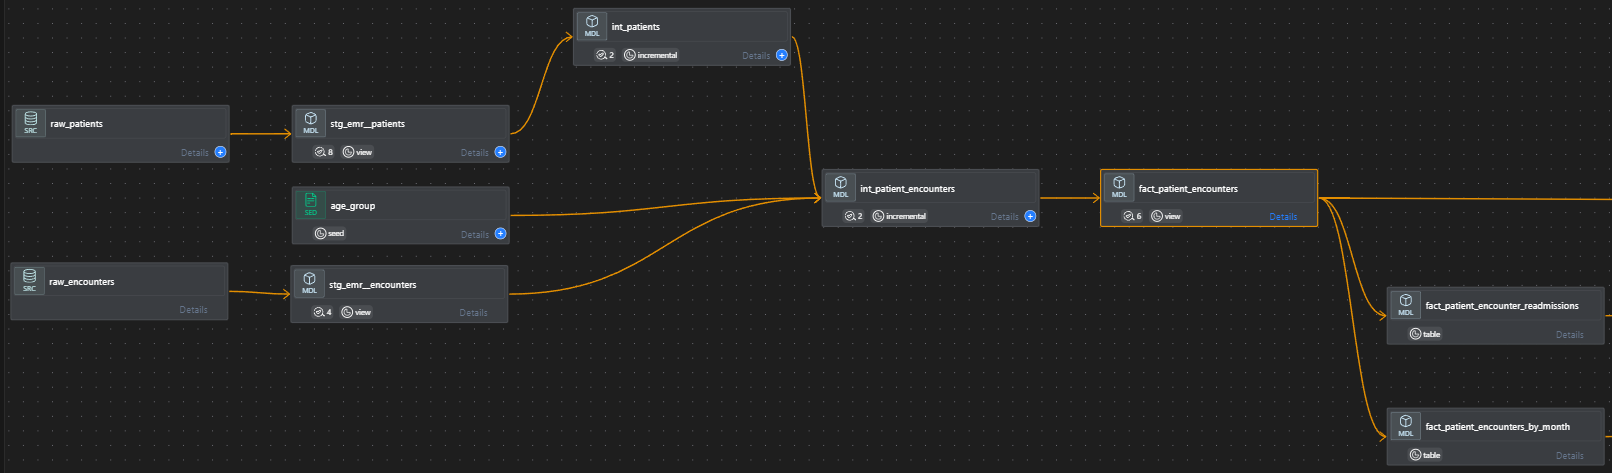 int_patients
MDL
2 incremental Details
raw_patients
SRC
Details
stg_emr__patients
MDL
8 view Details
age_group
SED
seed Details
int_patient_encounters
MDL
2 incremental Details
fact_patient_encounters
MDL
6 view Details
raw_encounters
SRC
Details
stg_emr__encounters
MDL
4 view Details
fact_patient_encounter_readmissions
MDL
table Details
fact_patient_encounters_by_month
MDL
table Details